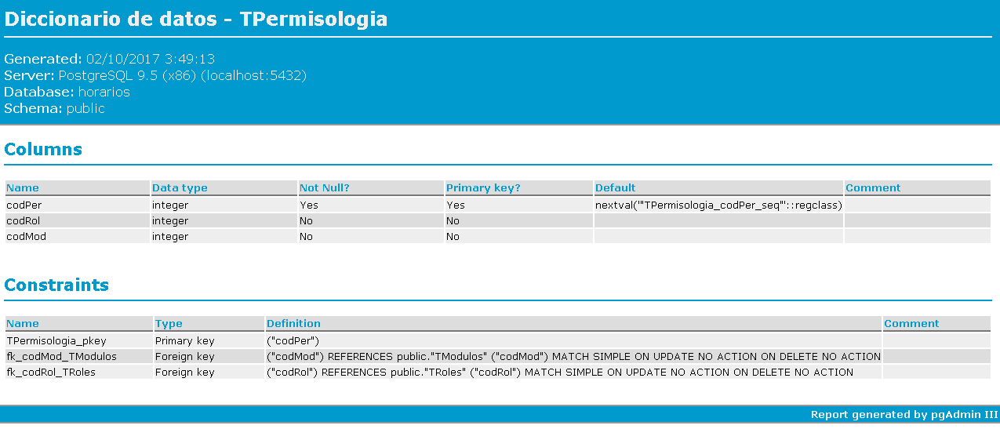 Diccionario de datos - TPermisologia
Generated: 02/10/2017 3:49:13
Server: PostgreSQL 9.5 (x86) (localhost:5432)
Database: horarios
Schema: public
Columns
Name Data type Not Null? Primary key? Default Comment
codPer integer Yes Yes nextval('"TPermisologia_codPer_seq"'::regclass)
codRol integer No No
codMod integer No No
Constraints
Name Type Definition Comment
TPermisologia_pkey Primary key ("codPer")
fk_codMod_TModulos Foreign key ("codMod") REFERENCES public."TModulos" ("codMod") MATCH SIMPLE ON UPDATE NO ACTION ON DELETE NO ACTION
fk_codRol_TRoles Foreign key ("codRol") REFERENCES public."TRoles" ("codRol") MATCH SIMPLE ON UPDATE NO ACTION ON DELETE NO ACTION
Report generated by pgAdmin III